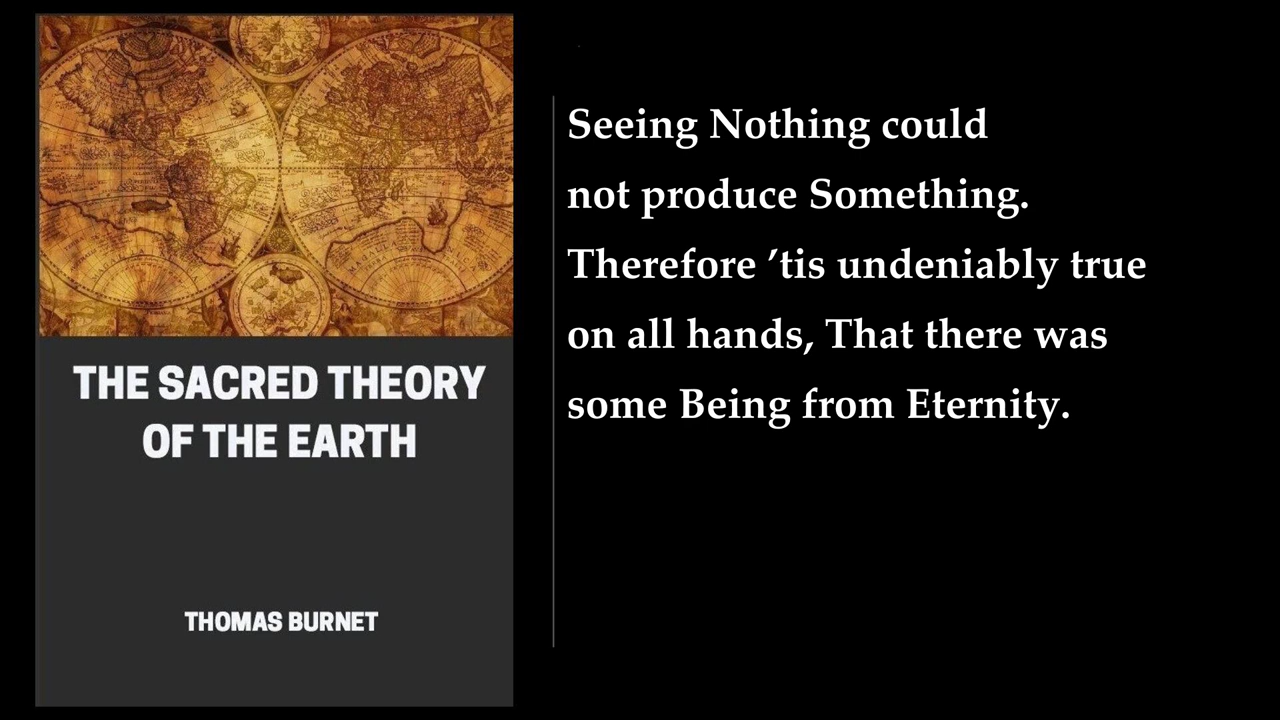 THE SACRED THEORY
OF THE EARTH
THOMAS BURNET
Seeing Nothing could
not produce Something.
Therefore ’tis undeniably true
on all hands, That there was
some Being from Eternity.